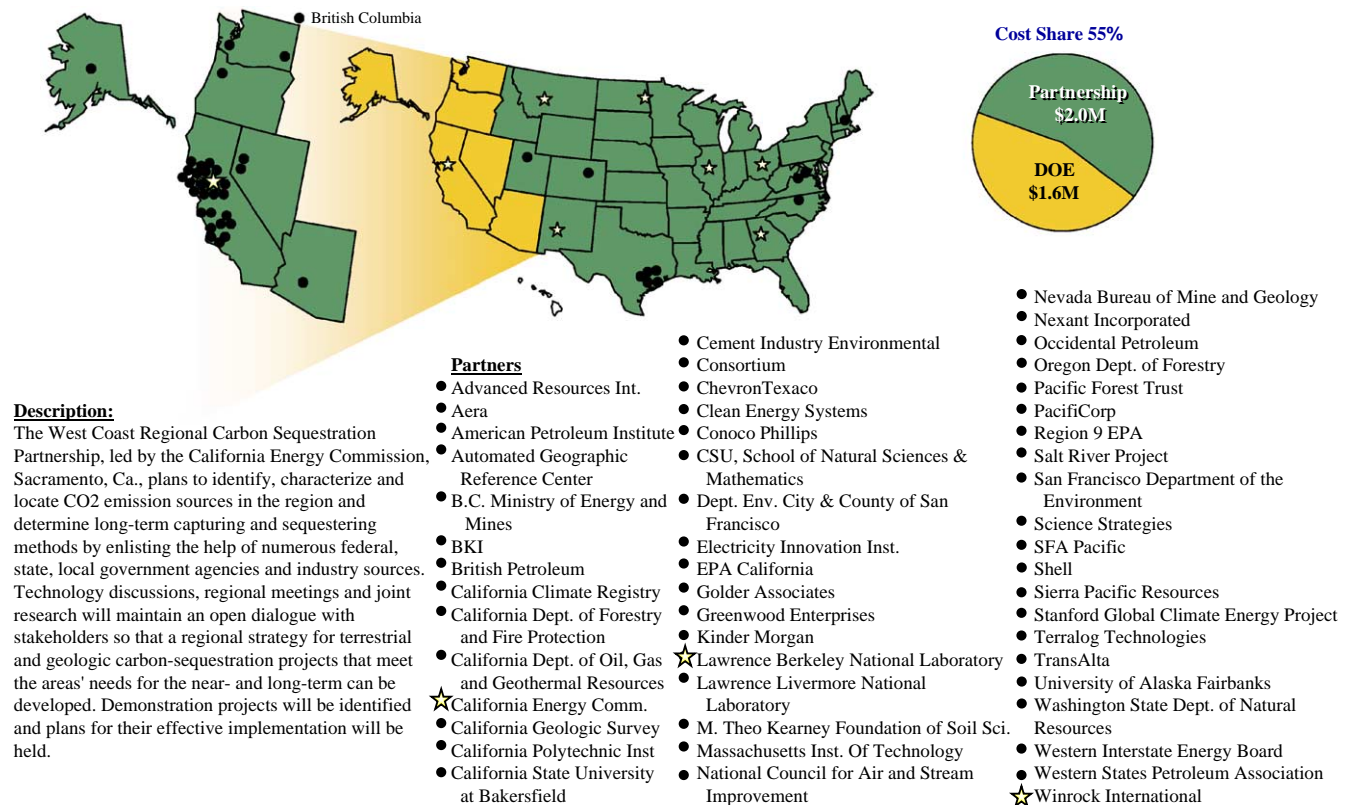 British Columbia
Cost Share 55%
Partnership
$2.0M
DOE
$1.6M
Description:
The West Coast Regional Carbon Sequestration
Partnership, led by the California Energy Commission,
Sacramento, Ca., plans to identify, characterize and
locate CO2 emission sources in the region and
determine long-term capturing and sequestering
methods by enlisting the help of numerous federal,
state, local government agencies and industry sources.
Technology discussions, regional meetings and joint
research will maintain an open dialogue with
stakeholders so that a regional strategy for terrestrial
and geologic carbon-sequestration projects that meet
the areas' needs for the near- and long-term can be
developed. Demonstration projects will be identified
and plans for their effective implementation will be
held.
Partners
Advanced Resources Int.
Aera
American Petroleum Institute
Automated Geographic
Reference Center
B.C. Ministry of Energy and
Mines
BKI
British Petroleum
California Climate Registry
California Dept. of Forestry
and Fire Protection
California Dept. of Oil, Gas
and Geothermal Resources
California Energy Comm.
California Geologic Survey
California Polytechnic Inst
California State University
at Bakersfield
Cement Industry Environmental
Consortium
ChevronTexaco
Clean Energy Systems
Conoco Phillips
CSU, School of Natural Sciences &
Mathematics
Dept. Env. City & County of San
Francisco
Electricity Innovation Inst.
EPA California
Golder Associates
Greenwood Enterprises
Kinder Morgan
Lawrence Berkeley National Laboratory
Lawrence Livermore National
Laboratory
M. Theo Kearney Foundation of Soil Sci.
Massachusetts Inst. Of Technology
National Council for Air and Stream
Improvement
Nevada Bureau of Mine and Geology
Nexant Incorporated
Occidental Petroleum
Oregon Dept. of Forestry
Pacific Forest Trust
PacifiCorp
Region 9 EPA
Salt River Project
San Francisco Department of the
Environment
Science Strategies
SFA Pacific
Shell
Sierra Pacific Resources
Stanford Global Climate Energy Project
Terralog Technologies
TransAlta
University of Alaska Fairbanks
Washington State Dept. of Natural
Resources
Western Interstate Energy Board
Western States Petroleum Association
Winrock International